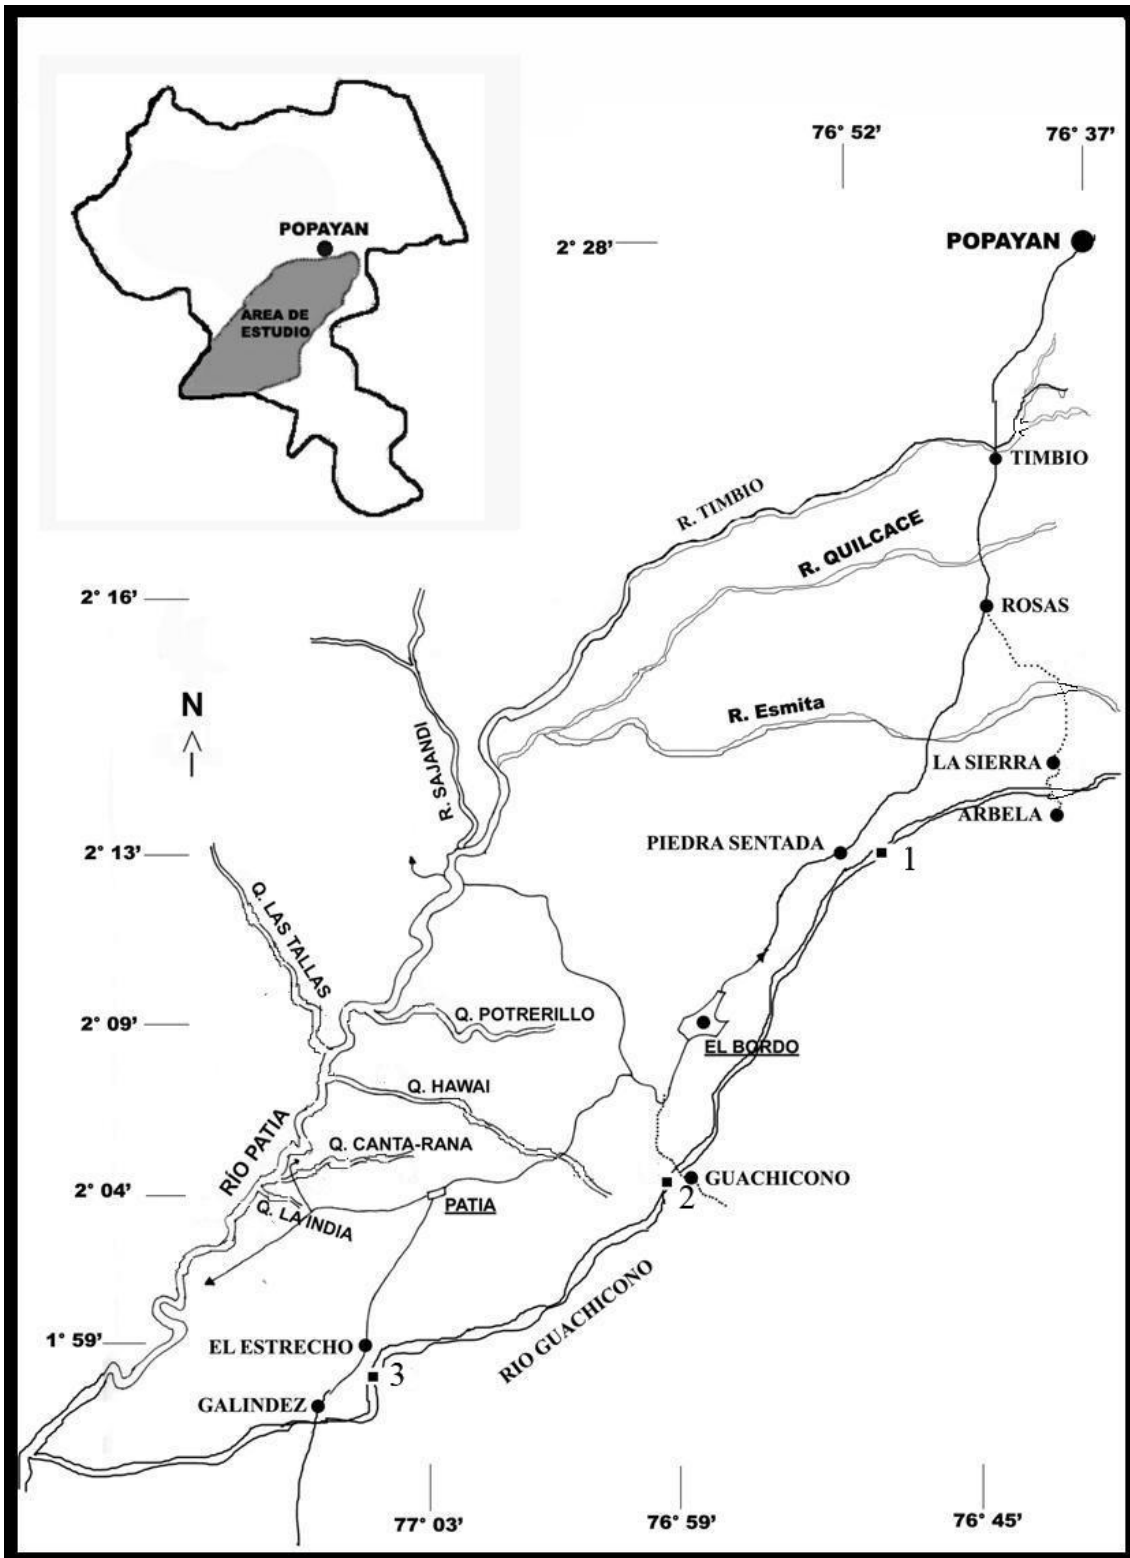 76° 52'
76° 37'
POPAYAN
2° 28'
POPAYAN
AREA DE
ESTUDIO
TIMBIO
R. TIMBIO
R. QUILCACE
2° 16'
ROSAS
N
R. Esmita
R. SAJANDI
LA SIERRA
ARBELA
PIEDRA SENTADA
1
2° 13'
Q. LAS TALLAS
Q. POTRERILLO
2° 09'
EL BORDO
Q. HAWAI
RÍO PATIA
Q. CANTA-RANA
GUACHICONO
2° 04'
2
PATIA
Q. LA INDIA
RIO GUACHICONO
1° 59'
EL ESTRECHO
3
GALINDEZ
77° 03'
76° 59'
76° 45'